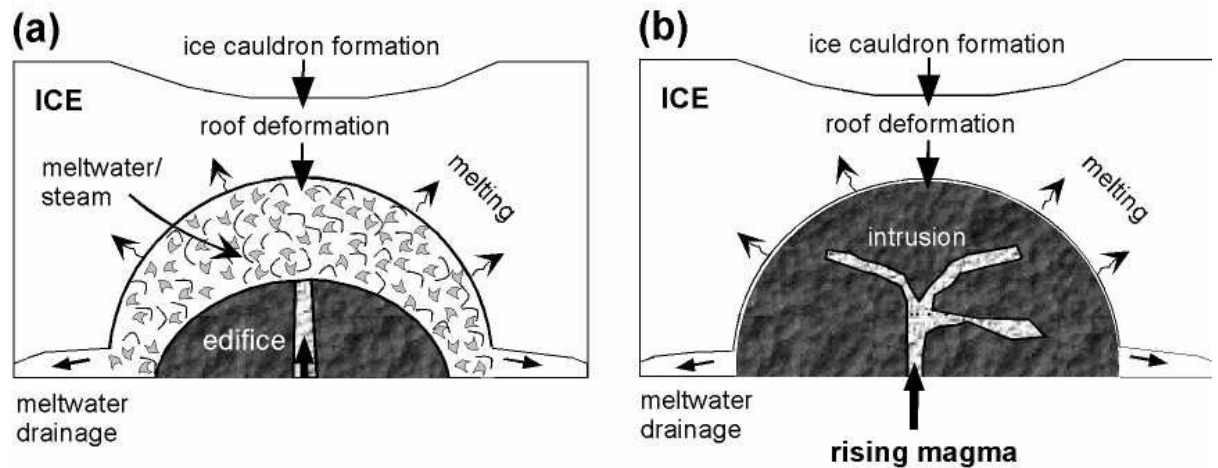 (a)
ice cauldron formation
ICE
roof deformation
meltwater/
steam
melting
edifice
meltwater
drainage
(b)
ice cauldron formation
ICE
roof deformation
melting
intrusion
meltwater
drainage
rising magma